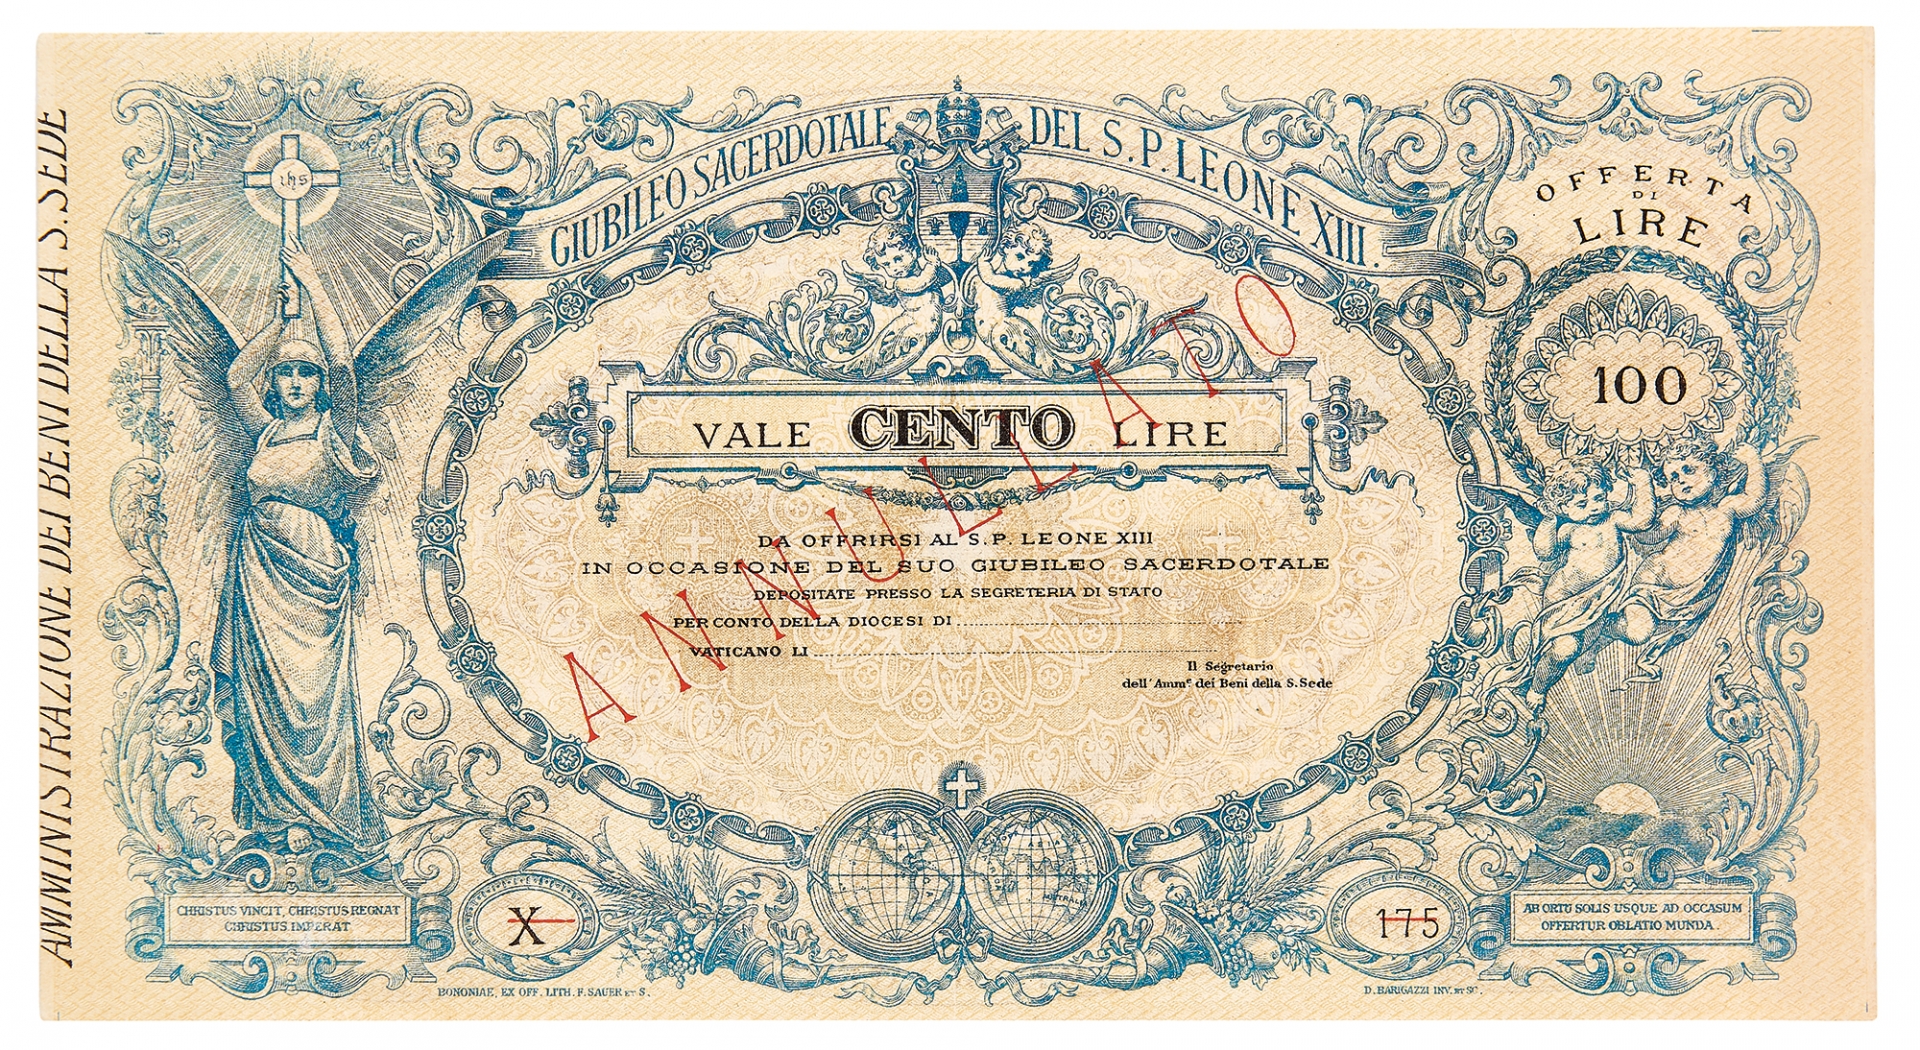 AMMINISTRAZIONE DEI BENI DELLA S. SEDE
GIUBILEO SACERDOTALE DEL S. P. LEONE XIII.
IHS
OFFERTA
DI
LIRE
100
VALE CENTO LIRE
ANNULLATO
DA OFFRIRSI AL S. P. LEONE XIII
IN OCCASIONE DEL SUO GIUBILEO SACERDOTALE
DEPOSITATE PRESSO LA SEGRETERIA DI STATO
PER CONTO DELLA DIOCESI DI
VATICANO LI
Il Segretario
dell'Amm.e dei Beni della S. Sede
CHRISTUS VINCIT, CHRISTUS REGNAT
CHRISTUS IMPERAT
X
175
AB ORTU SOLIS USQUE AD OCCASUM
OFFERTUR OBLATIO MUNDA.
BONONIAE, EX OFF. LITH. F. SAUER ET S.
D. BARIGAZZI INV. ET SC.